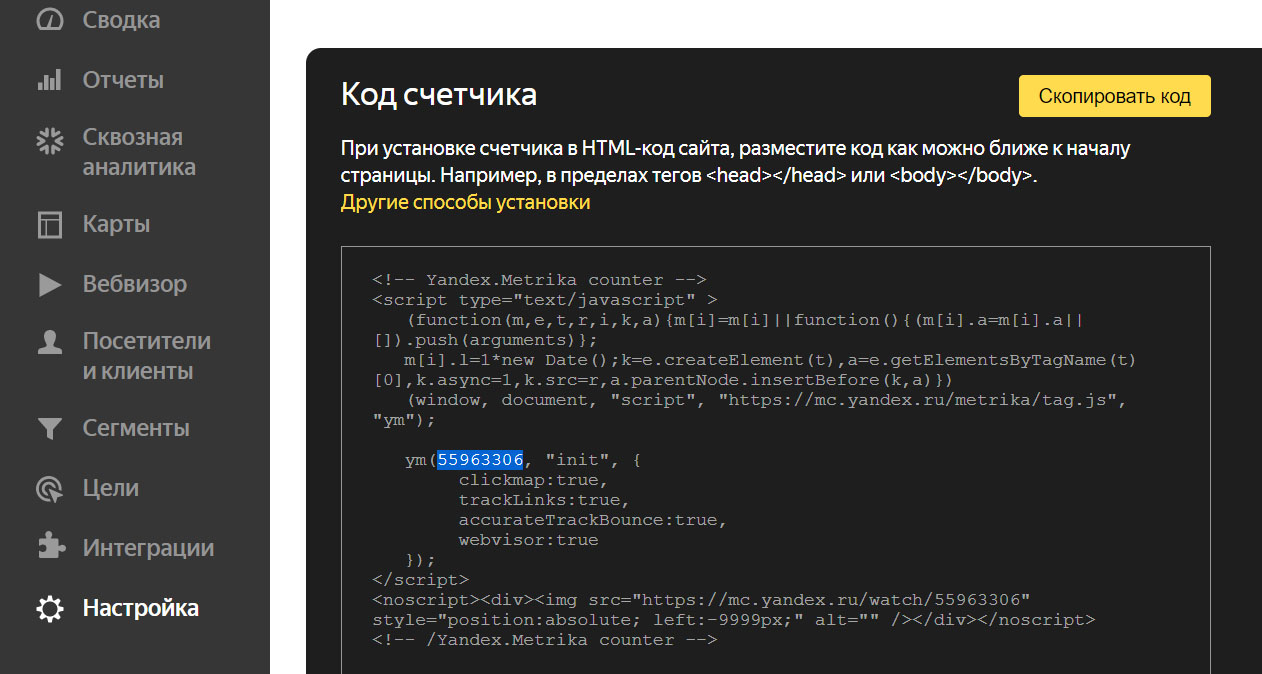 Сводка
Отчеты
Сквозная
аналитика
Карты
Вебвизор
Посетители
и клиенты
Сегменты
Цели
Интеграции
Настройка
Код счетчика
Скопировать код
При установке счетчика в HTML-код сайта, разместите код как можно ближе к началу
страницы. Например, в пределах тегов <head></head> или <body></body>.
Другие способы установки
<!-- Yandex.Metrika counter -->
<script type="text/javascript" >
(function(m,e,t,r,i,k,a){m[i]=m[i]||function(){(m[i].a=m[i].a||
[]).push(arguments)};
m[i].l=1*new Date();k=e.createElement(t),a=e.getElementsByTagName(t)
[0],k.async=1,k.src=r,a.parentNode.insertBefore(k,a)})
(window, document, "script", "https://mc.yandex.ru/metrika/tag.js",
"ym");
ym(55963306, "init", {
clickmap:true,
trackLinks:true,
accurateTrackBounce:true,
webvisor:true
});
</script>
<noscript><div><img src="https://mc.yandex.ru/watch/55963306"
style="position:absolute; left:-9999px;" alt="" /></div></noscript>
<!-- /Yandex.Metrika counter -->